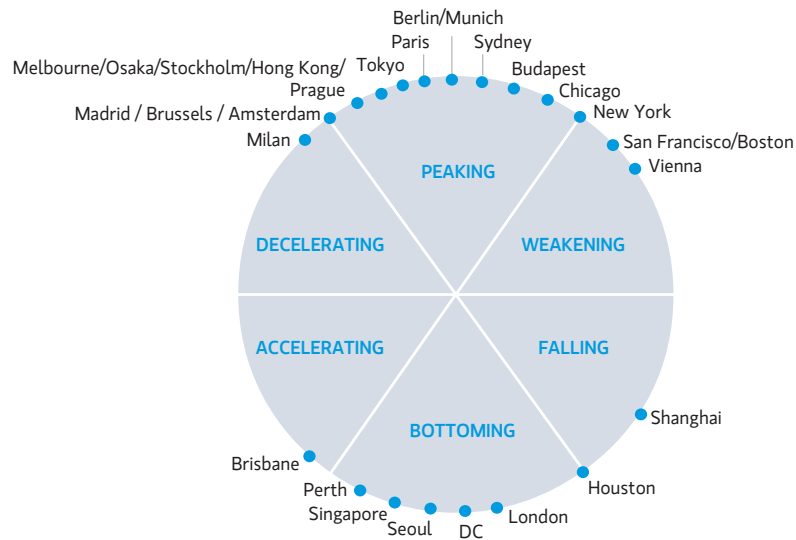 Berlin/Munich
Paris
Sydney
Melbourne/Osaka/Stockholm/Hong Kong/
Prague
Tokyo
Budapest
Chicago
Madrid / Brussels / Amsterdam
New York
Milan
San Francisco/Boston
Vienna
PEAKING
DECELERATING
WEAKENING
ACCELERATING
FALLING
BOTTOMING
Shanghai
Brisbane
Perth
Houston
Singapore
London
Seoul
DC